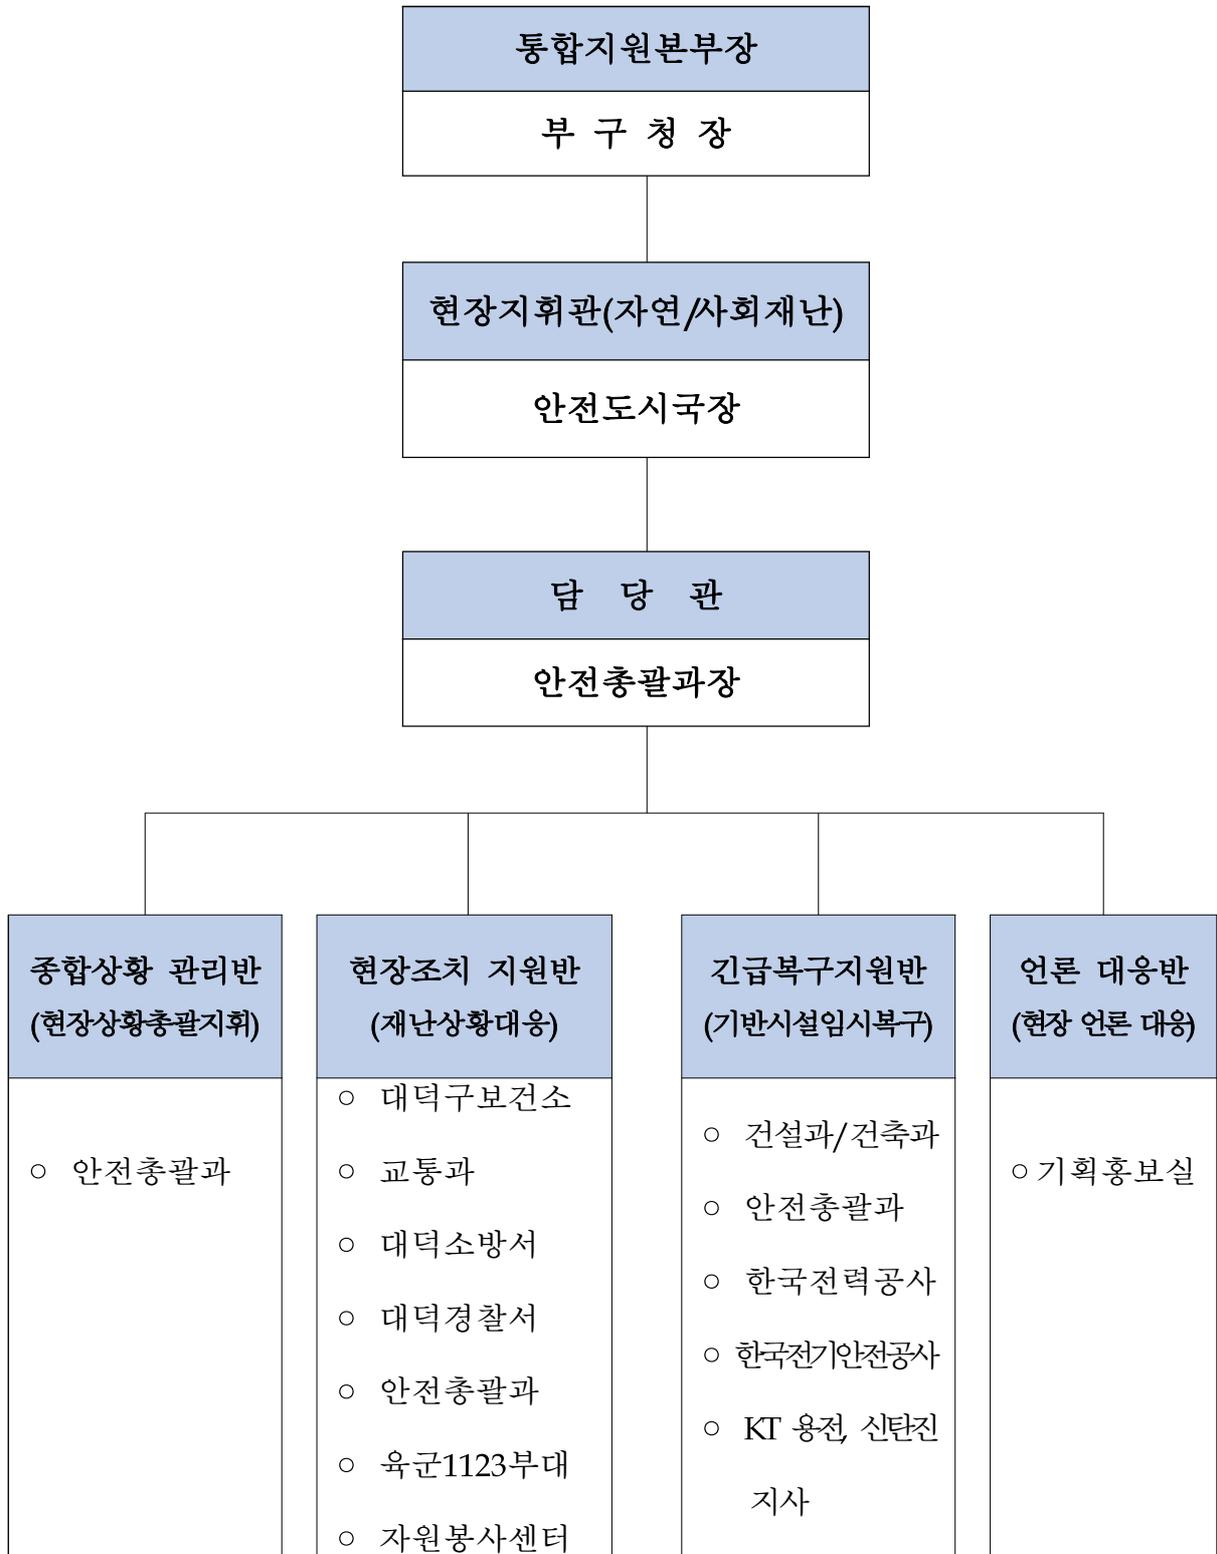 통합지원본부장
부 구 청 장
현장지휘관(자연/사회재난)
안전도시국장
담 당 관
안전총괄과장
종합상황 관리반
(현장상황총괄지휘)
○ 안전총괄과
현장조치 지원반
(재난상황대응)
○ 대덕구보건소
○ 교통과
○ 대덕소방서
○ 대덕경찰서
○ 안전총괄과
○ 육군1123부대
○ 자원봉사센터
긴급복구지원반
(기반시설임시복구)
○ 건설과/건축과
○ 안전총괄과
○ 한국전력공사
○ 한국전기안전공사
○ KT 용전, 신탄진
지사
언론 대응반
(현장 언론 대응)
○ 기획홍보실